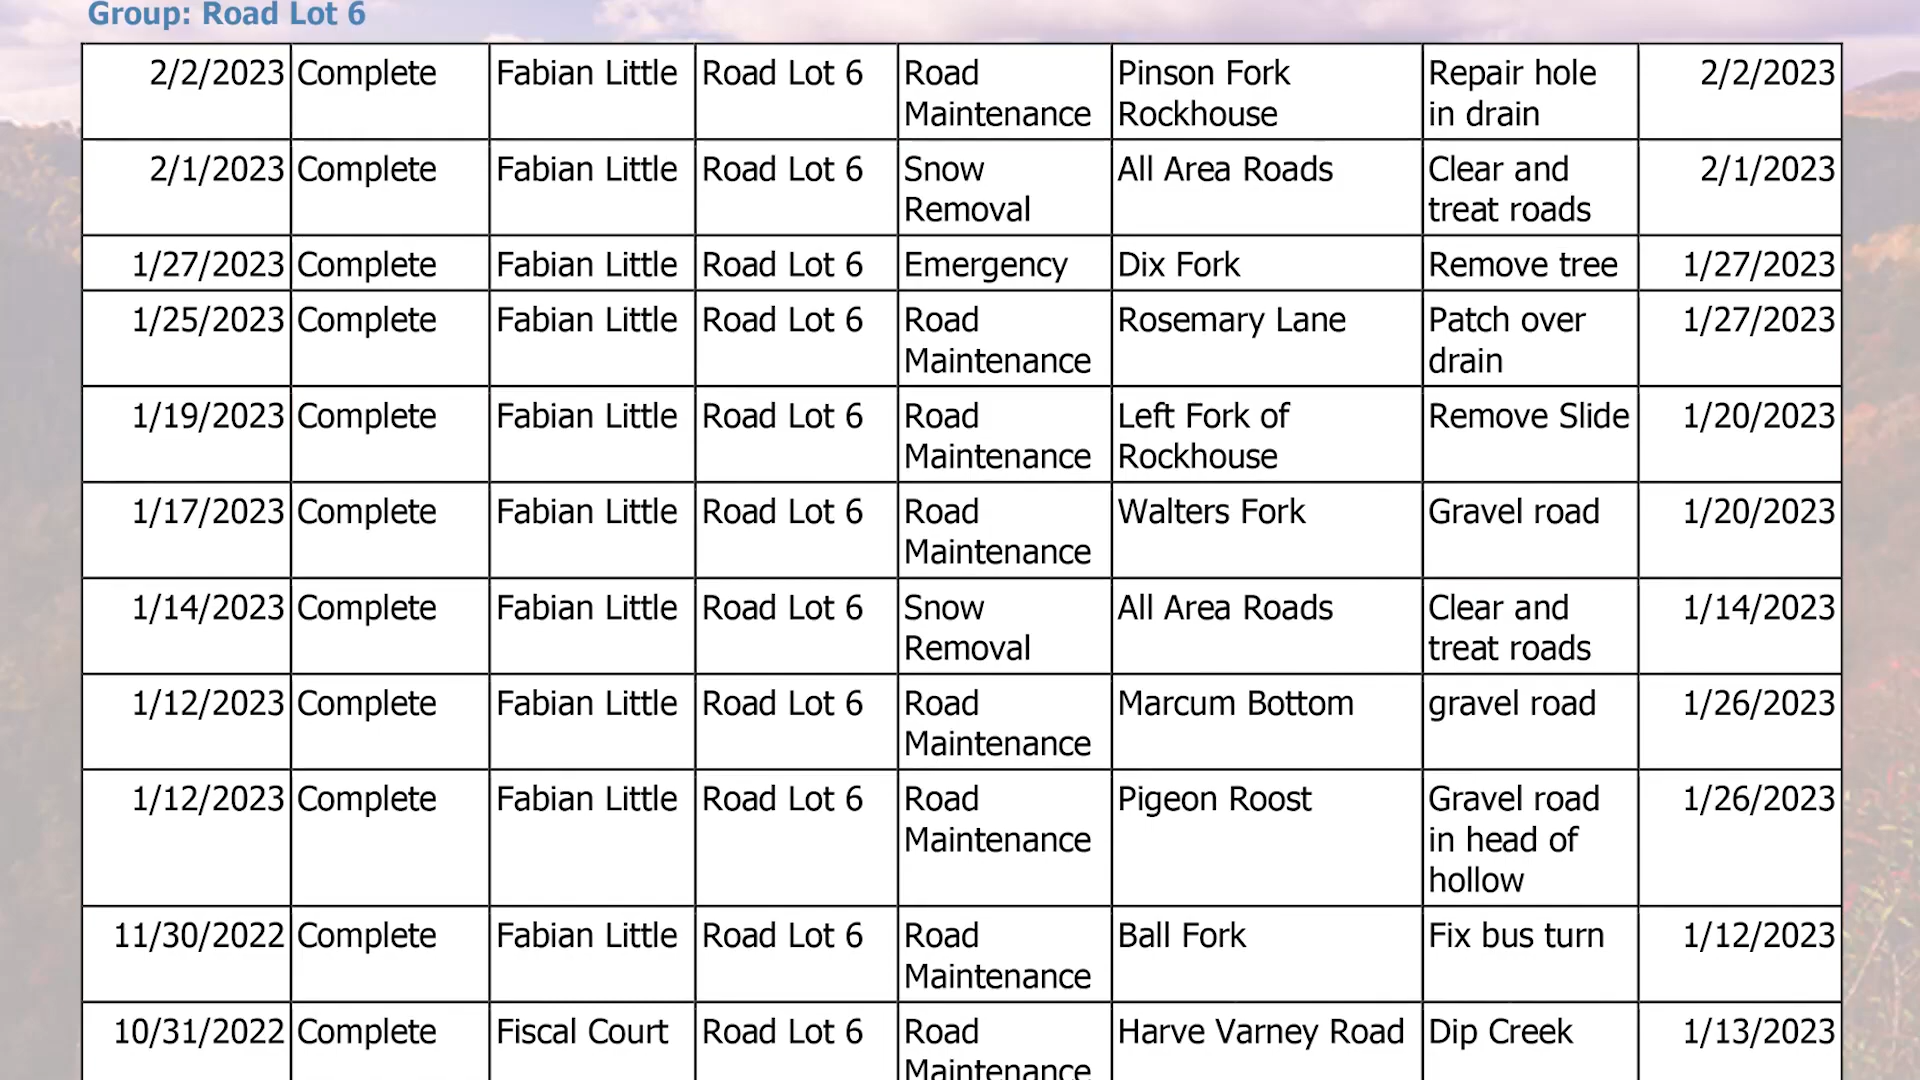 Group: Road Lot 6
2/2/2023 Complete Fabian Little Road Lot 6 Road Maintenance Pinson Fork Rockhouse Repair hole in drain 2/2/2023
2/1/2023 Complete Fabian Little Road Lot 6 Snow Removal All Area Roads Clear and treat roads 2/1/2023
1/27/2023 Complete Fabian Little Road Lot 6 Emergency Dix Fork Remove tree 1/27/2023
1/25/2023 Complete Fabian Little Road Lot 6 Road Maintenance Rosemary Lane Patch over drain 1/27/2023
1/19/2023 Complete Fabian Little Road Lot 6 Road Maintenance Left Fork of Rockhouse Remove Slide 1/20/2023
1/17/2023 Complete Fabian Little Road Lot 6 Road Maintenance Walters Fork Gravel road 1/20/2023
1/14/2023 Complete Fabian Little Road Lot 6 Snow Removal All Area Roads Clear and treat roads 1/14/2023
1/12/2023 Complete Fabian Little Road Lot 6 Road Maintenance Marcum Bottom gravel road 1/26/2023
1/12/2023 Complete Fabian Little Road Lot 6 Road Maintenance Pigeon Roost Gravel road in head of hollow 1/26/2023
11/30/2022 Complete Fabian Little Road Lot 6 Road Maintenance Ball Fork Fix bus turn 1/12/2023
10/31/2022 Complete Fiscal Court Road Lot 6 Road Maintenance Harve Varney Road Dip Creek 1/13/2023